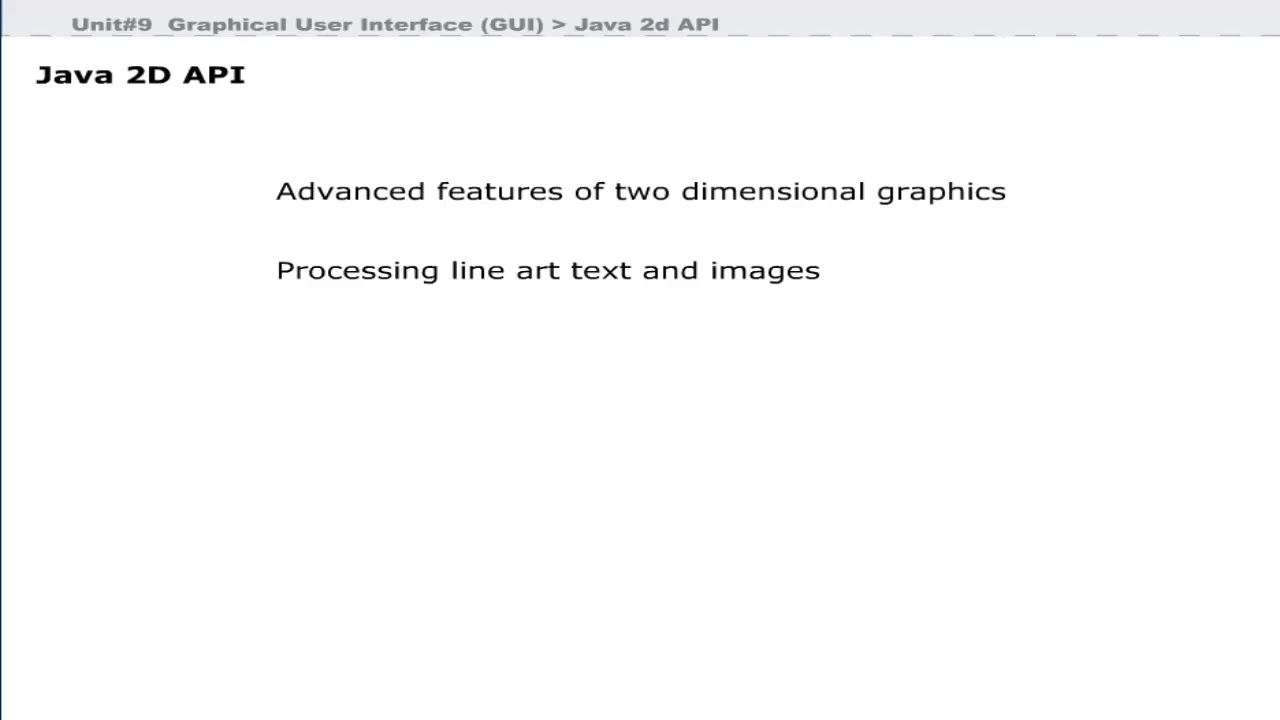 Unit#9 Graphical User Interface (GUI) > Java 2d API
Java 2D API
Advanced features of two dimensional graphics
Processing line art text and images